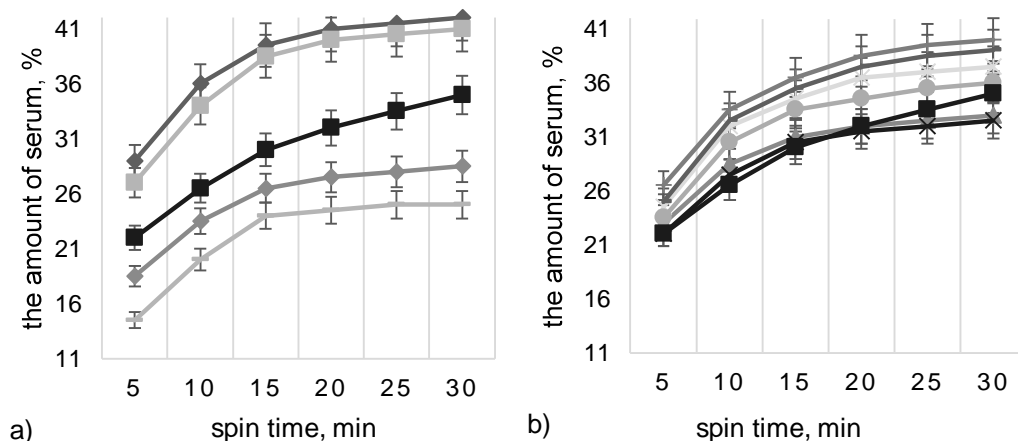 the amount of serum, %
41
36
31
26
21
16
11
5 10 15 20 25 30
spin time, min
a)
the amount of serum, %
41
36
31
26
21
16
11
5 10 15 20 25 30
spin time, min
b)